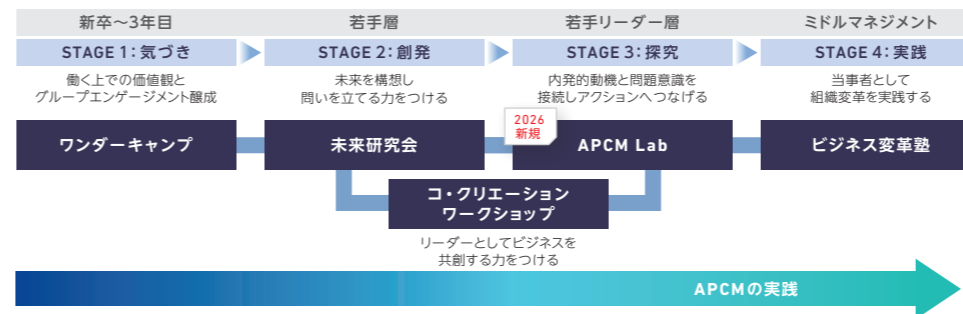 新卒〜3年目
若手層
若手リーダー層
ミドルマネジメント
STAGE 1：気づき
STAGE 2：創発
STAGE 3：探究
STAGE 4：実践
働く上での価値観と
グループエンゲージメント醸成
未来を構想し
問いを立てる力をつける
内発的動機と問題意識を
接続しアクションへつなげる
当事者として
組織変革を実践する
2026
新規
ワンダーキャンプ
未来研究会
APCM Lab
ビジネス変革塾
コ・クリエーション
ワークショップ
リーダーとしてビジネスを
共創する力をつける
APCMの実践